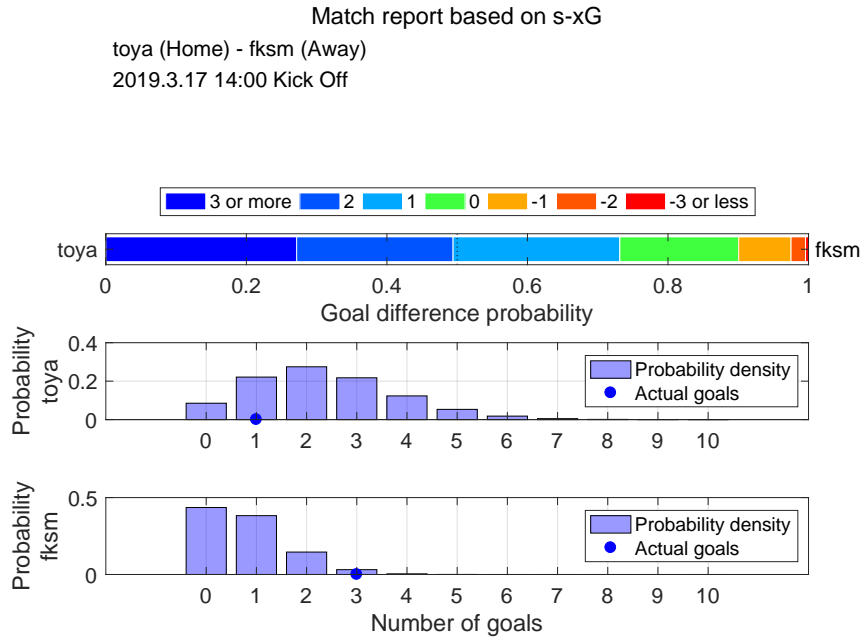 Match report based on s-xG
toya (Home) - fksm (Away)
2019.3.17 14:00 Kick Off
3 or more 2 1 0 -1 -2 -3 or less
toya fksm
0 0.2 0.4 0.6 0.8 1
Goal difference probability
Probability
toya
0.4
0.2
0
Probability density
Actual goals
0 1 2 3 4 5 6 7 8 9 10
Probability
fksm
0.5
0
Probability density
Actual goals
0 1 2 3 4 5 6 7 8 9 10
Number of goals